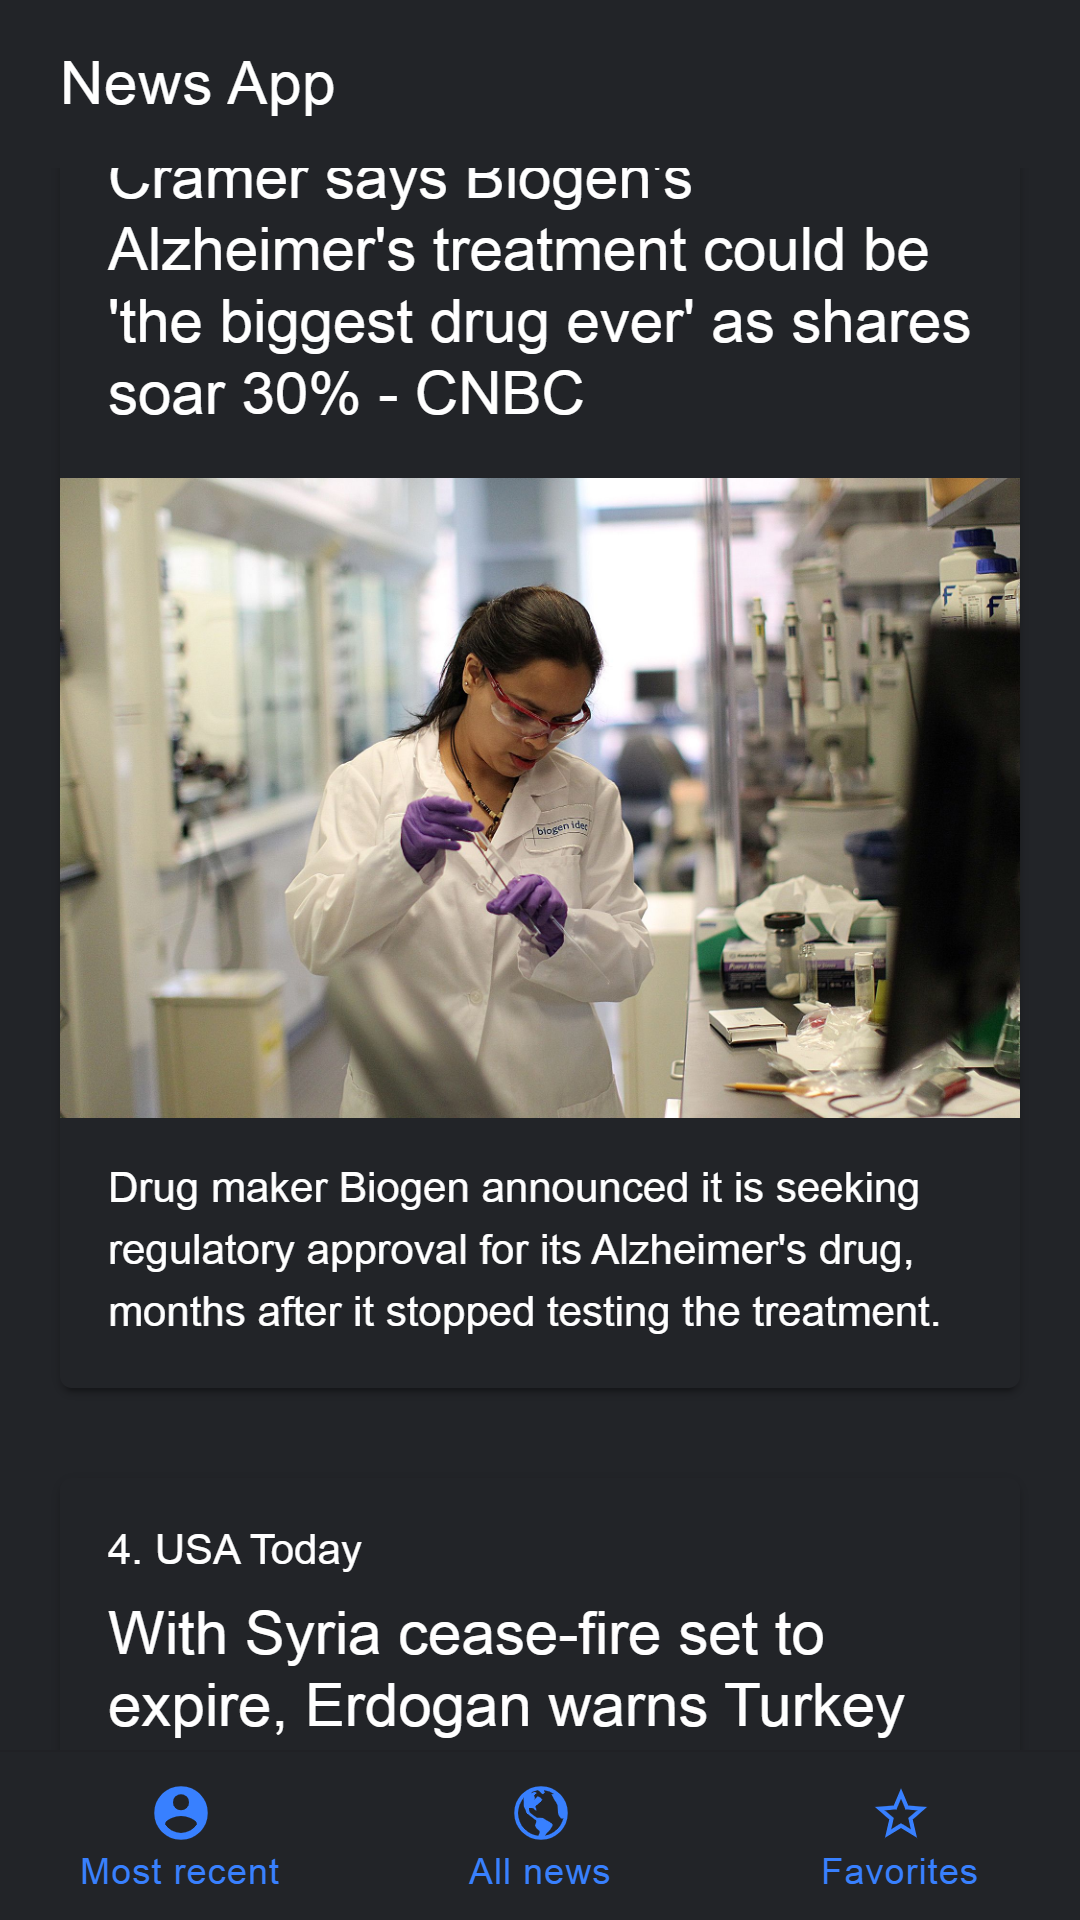 News App
Cramer says Biogen's
Alzheimer's treatment could be
'the biggest drug ever' as shares
soar 30% - CNBC
biogen idec
Drug maker Biogen announced it is seeking
regulatory approval for its Alzheimer's drug,
months after it stopped testing the treatment.
4. USA Today
With Syria cease-fire set to
expire, Erdogan warns Turkey
Most recent
All news
Favorites